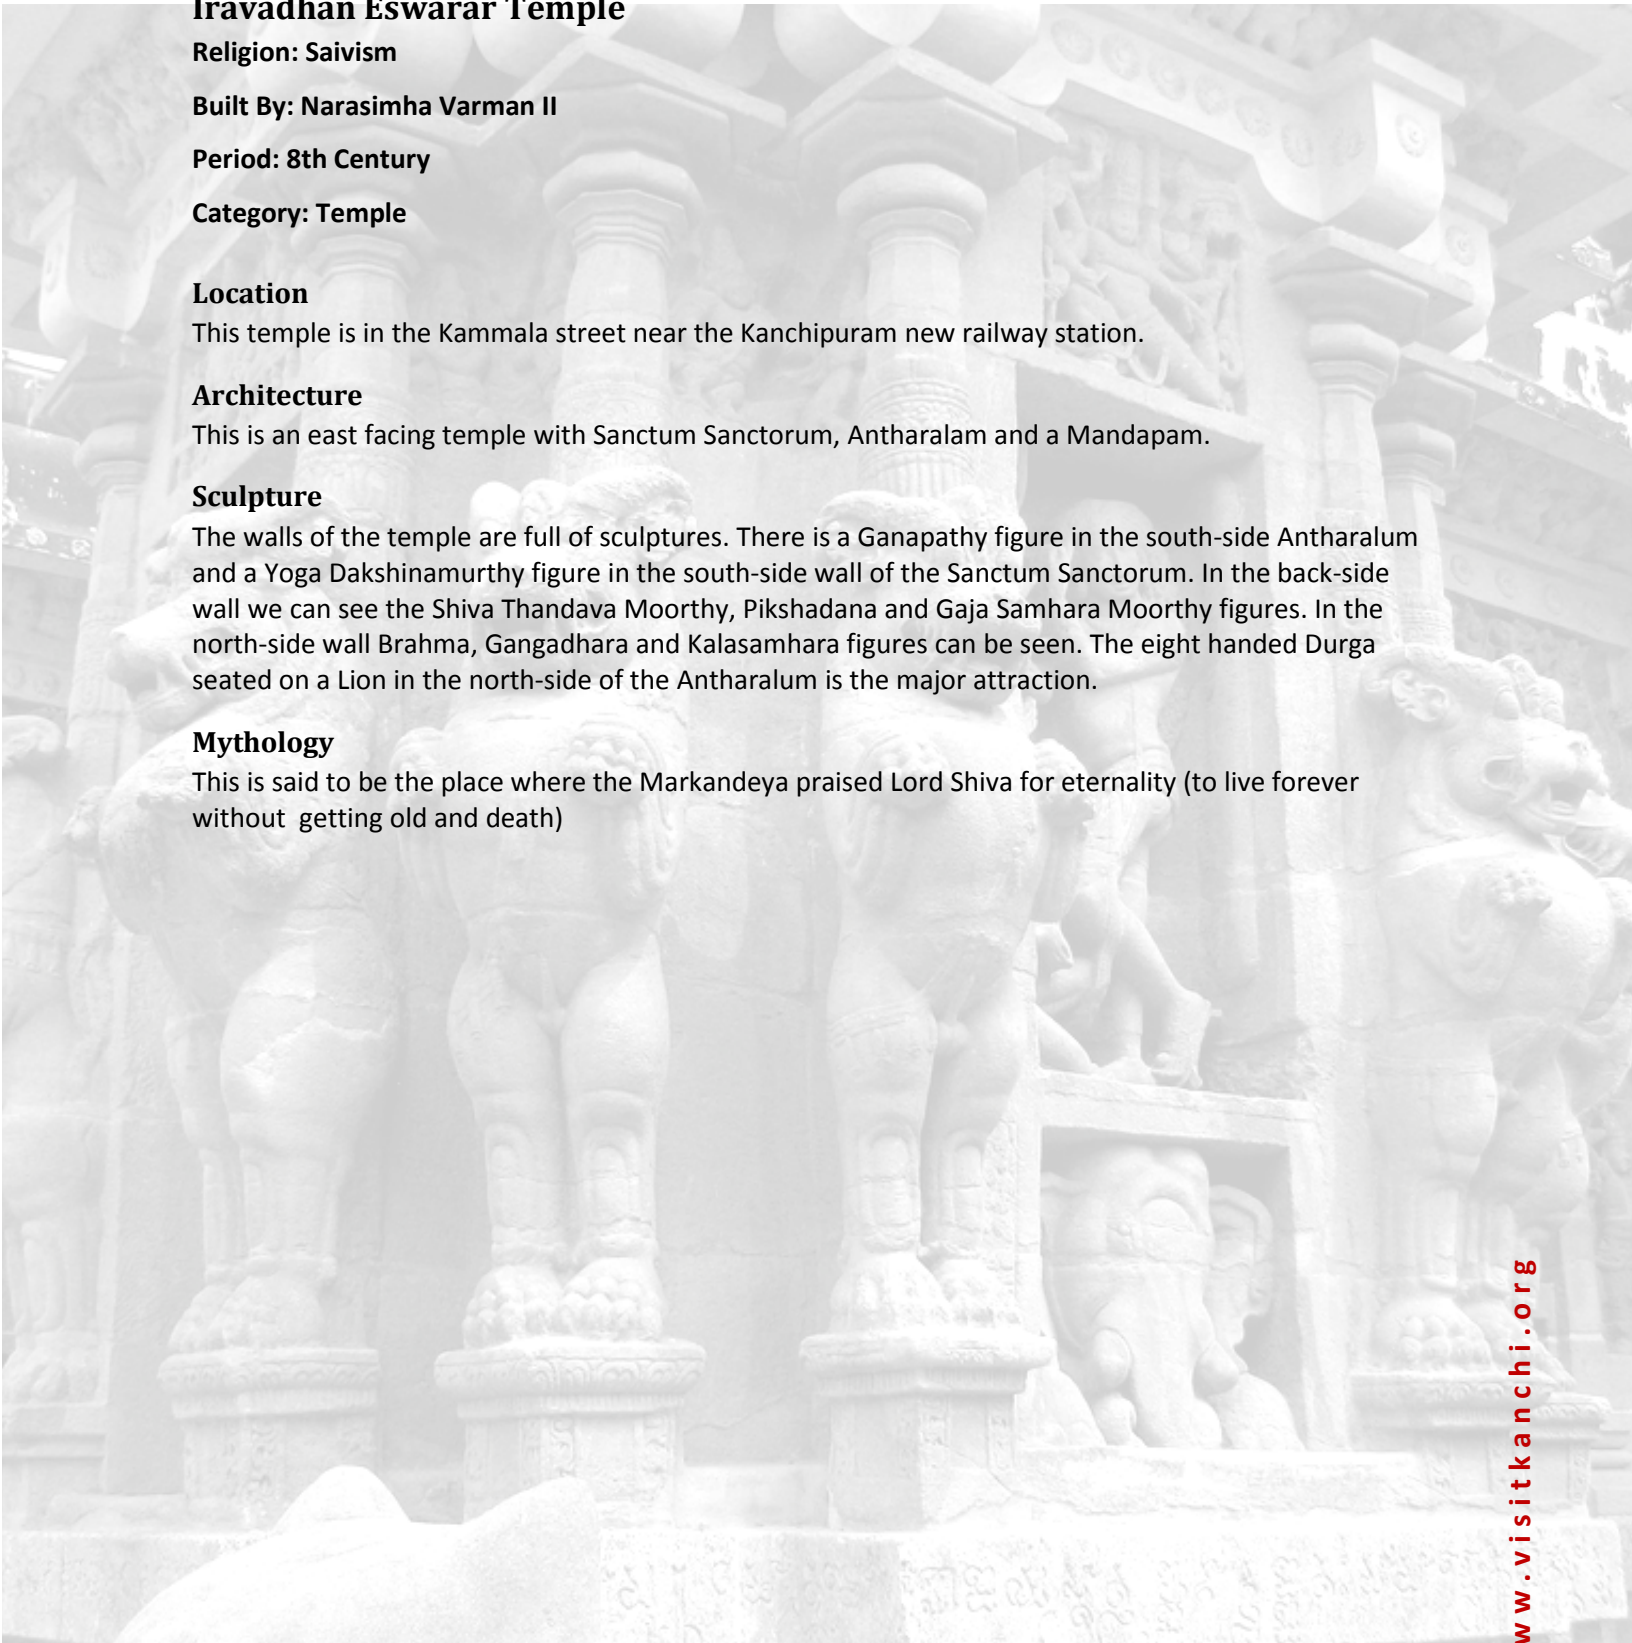 Iravadhan Eswarar Temple
Religion: Saivism
Built By: Narasimha Varman II
Period: 8th Century
Category: Temple
Location
This temple is in the Kammala street near the Kanchipuram new railway station.
Architecture
This is an east facing temple with Sanctum Sanctorum, Antharalam and a Mandapam.
Sculpture
The walls of the temple are full of sculptures. There is a Ganapathy figure in the south-side Antharalum
and a Yoga Dakshinamurthy figure in the south-side wall of the Sanctum Sanctorum. In the back-side
wall we can see the Shiva Thandava Moorthy, Pikshadana and Gaja Samhara Moorthy figures. In the
north-side wall Brahma, Gangadhara and Kalasamhara figures can be seen. The eight handed Durga
seated on a Lion in the north-side of the Antharalum is the major attraction.
Mythology
This is said to be the place where the Markandeya praised Lord Shiva for eternality (to live forever
without  getting old and death)
w w . v i s i t k a n c h i . o r g